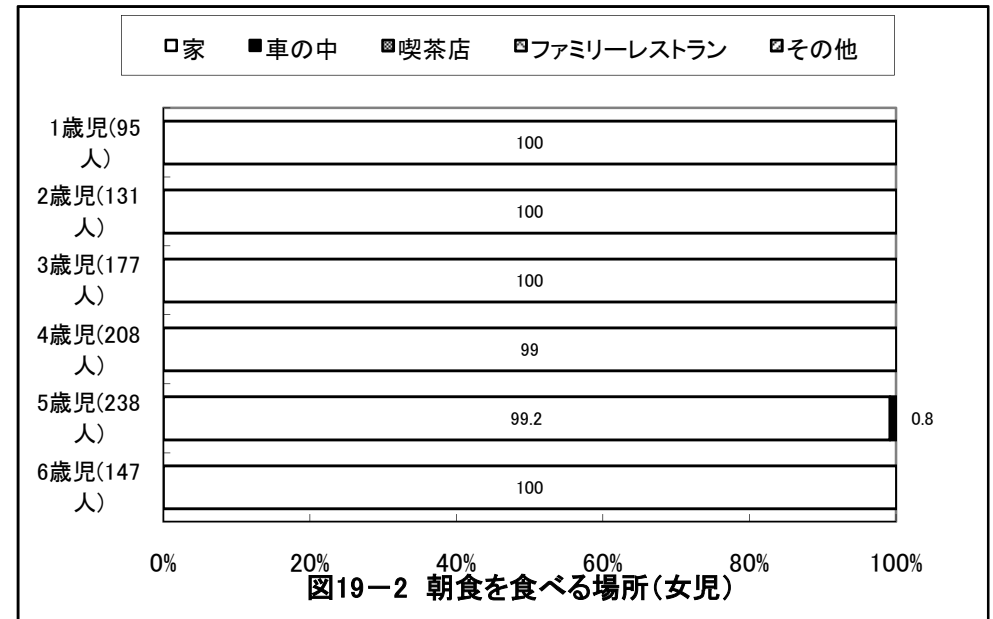 家 車の中 喫茶店 ファミリーレストラン その他
1歳児(95
人)
100
2歳児(131
人)
100
3歳児(177
人)
100
4歳児(208
人)
99
5歳児(238
人)
99.2 0.8
6歳児(147
人)
100
0% 20% 40% 60% 80% 100%
図19－2 朝食を食べる場所(女児)